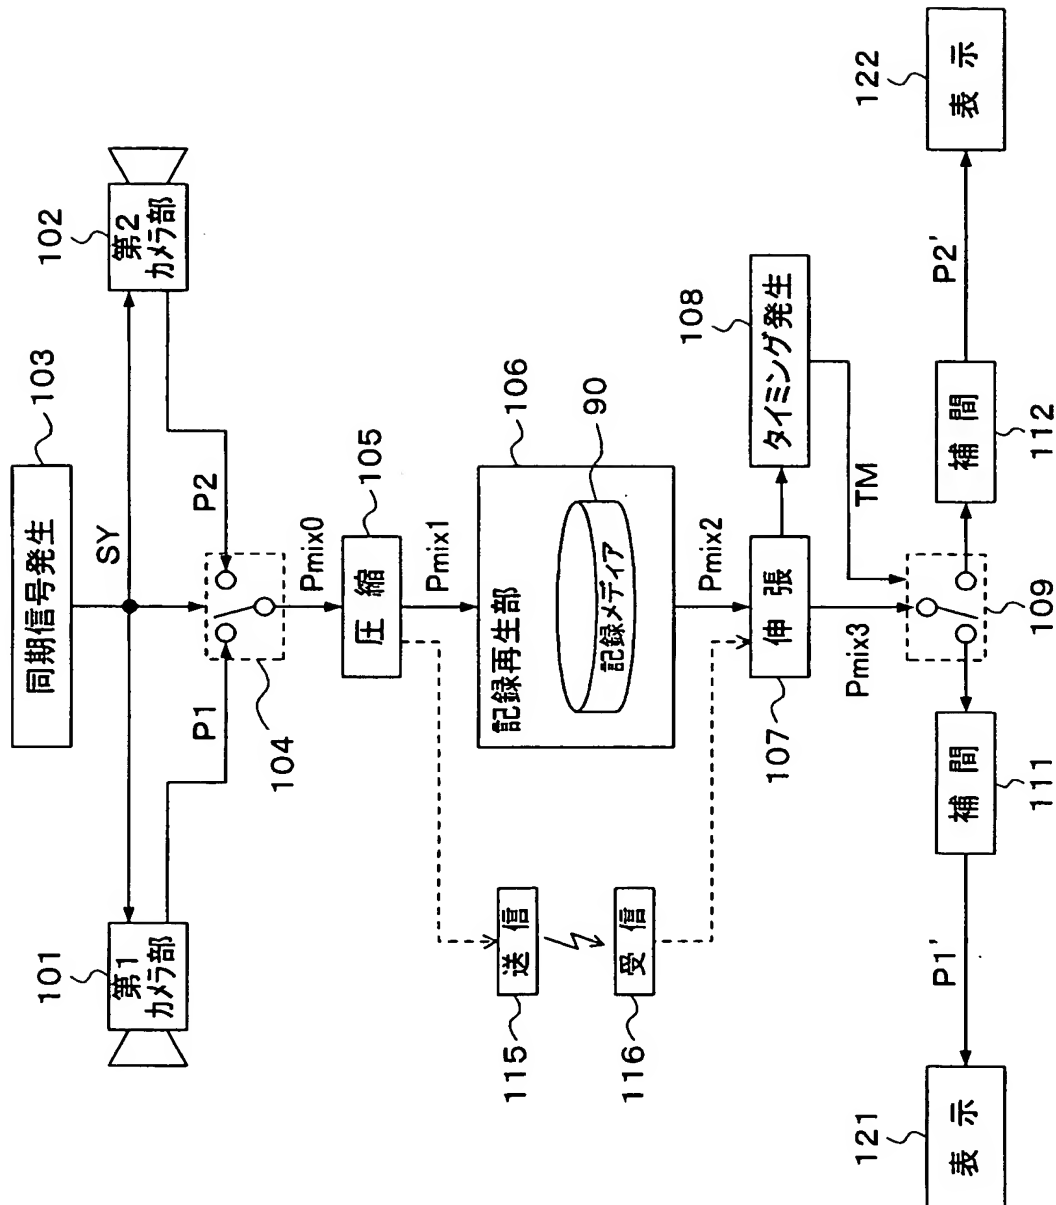 同期信号発生
103
SY
101
第1
カメラ部
102
第2
カメラ部
P1
P2
104
Pmix0
圧縮
105
Pmix1
記録再生部
106
記録メディア
90
送信
115
受信
116
Pmix2
伸張
107
タイミング発生
108
TM
Pmix3
109
補間
111
補間
112
P1'
P2'
表示
121
表示
122